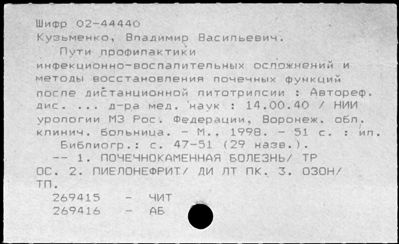 Шифр 02-44440
Кузьменко, Владимир Васильевич.
Пути профилактики
инфекционно-воспалительных осложнений и
методы восстановления почечных функций
после дистанционной литотрипсии : Автореф.
дис. ... д-ра мед. наук : 14.00.40 / НИИ
урологии МЗ Рос. Федерации, Воронеж. обл.
клинич. больница. - М., 1998. - 51 с. : ил.
Библиогр.: с. 47-51 (29 назв.).
-- 1. ПОЧЕЧНОКАМЕННАЯ БОЛЕЗНЬ/ ТР
ОС. 2. ПИЕЛОНЕФРИТ/ ДИ ЛТ ПК. 3. ОЗОН/
ТП.
269415 - ЧИТ
269416 - АБ